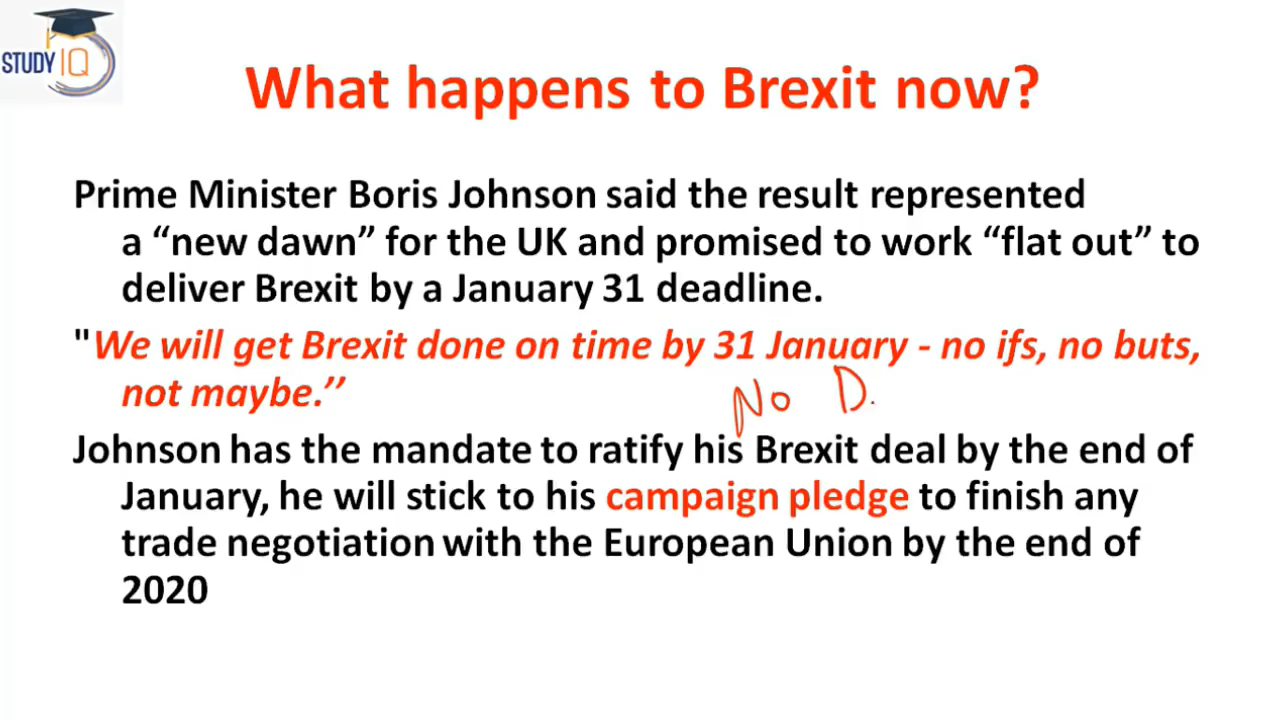 STUDY IQ
What happens to Brexit now?
Prime Minister Boris Johnson said the result represented
a “new dawn” for the UK and promised to work “flat out” to
deliver Brexit by a January 31 deadline.
"We will get Brexit done on time by 31 January - no ifs, no buts,
not maybe.’’
No D.
Johnson has the mandate to ratify his Brexit deal by the end of
January, he will stick to his campaign pledge to finish any
trade negotiation with the European Union by the end of
2020